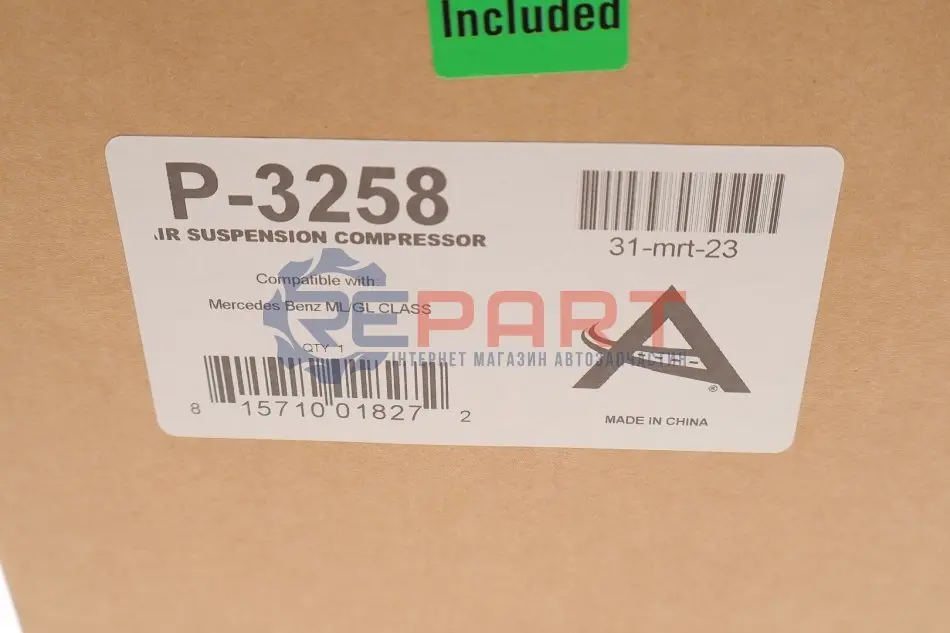 Included
P-3258
IR SUSPENSION COMPRESSOR
31-mrt-23
Compatible with:
Mercedes Benz ML/GL CLASS
REPART
ІНТЕРНЕТ МАГАЗИН АВТОЗАПЧАСТИН
QTY 1
8 15710 01827 2
A
®
MADE IN CHINA